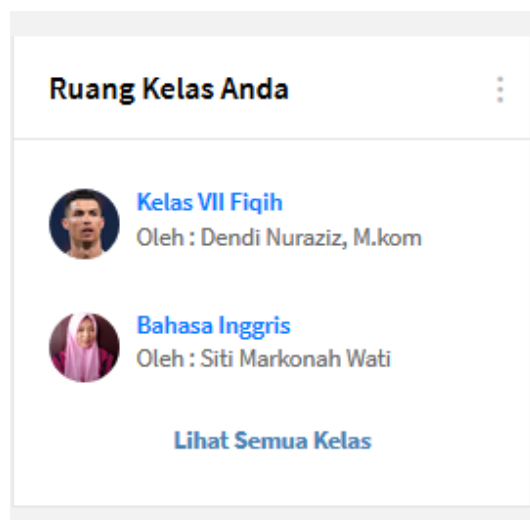 Ruang Kelas Anda
Kelas VII Fiqih
Oleh : Dendi Nuraziz, M.kom
Bahasa Inggris
Oleh : Siti Markonah Wati
Lihat Semua Kelas